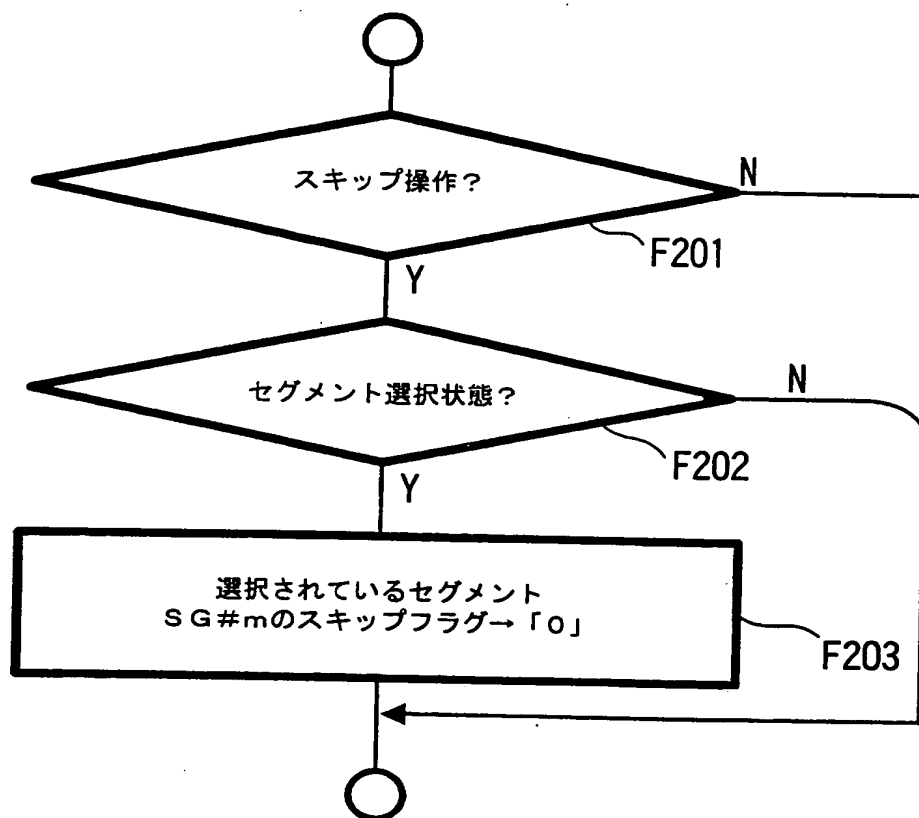 スキップ操作?
N
F201
Y
セグメント選択状態?
N
F202
Y
選択されているセグメント
SG#mのスキップフラグ→「0」
F203